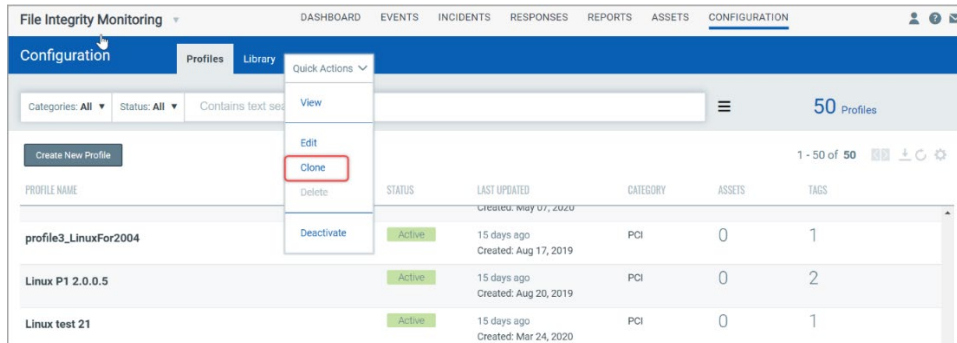 File Integrity Monitoring DASHBOARD EVENTS INCIDENTS RESPONSES REPORTS ASSETS CONFIGURATION
Configuration Profiles Library Quick Actions
Categories: All Status: All Contains text sea 50 Profiles
View
Edit
Create New Profile 1 - 50 of 50
Clone
PROFILE NAME Delete STATUS LAST UPDATED CATEGORY ASSETS TAGS
Created: May 07, 2020
profile3_LinuxFor2004 Deactivate Active 15 days ago PCI 0 1
Created: Aug 17, 2019
Linux P1 2.0.0.5 Active 15 days ago PCI 0 2
Created: Aug 20, 2019
Linux test 21 Active 15 days ago PCI 0 1
Created: Mar 24, 2020